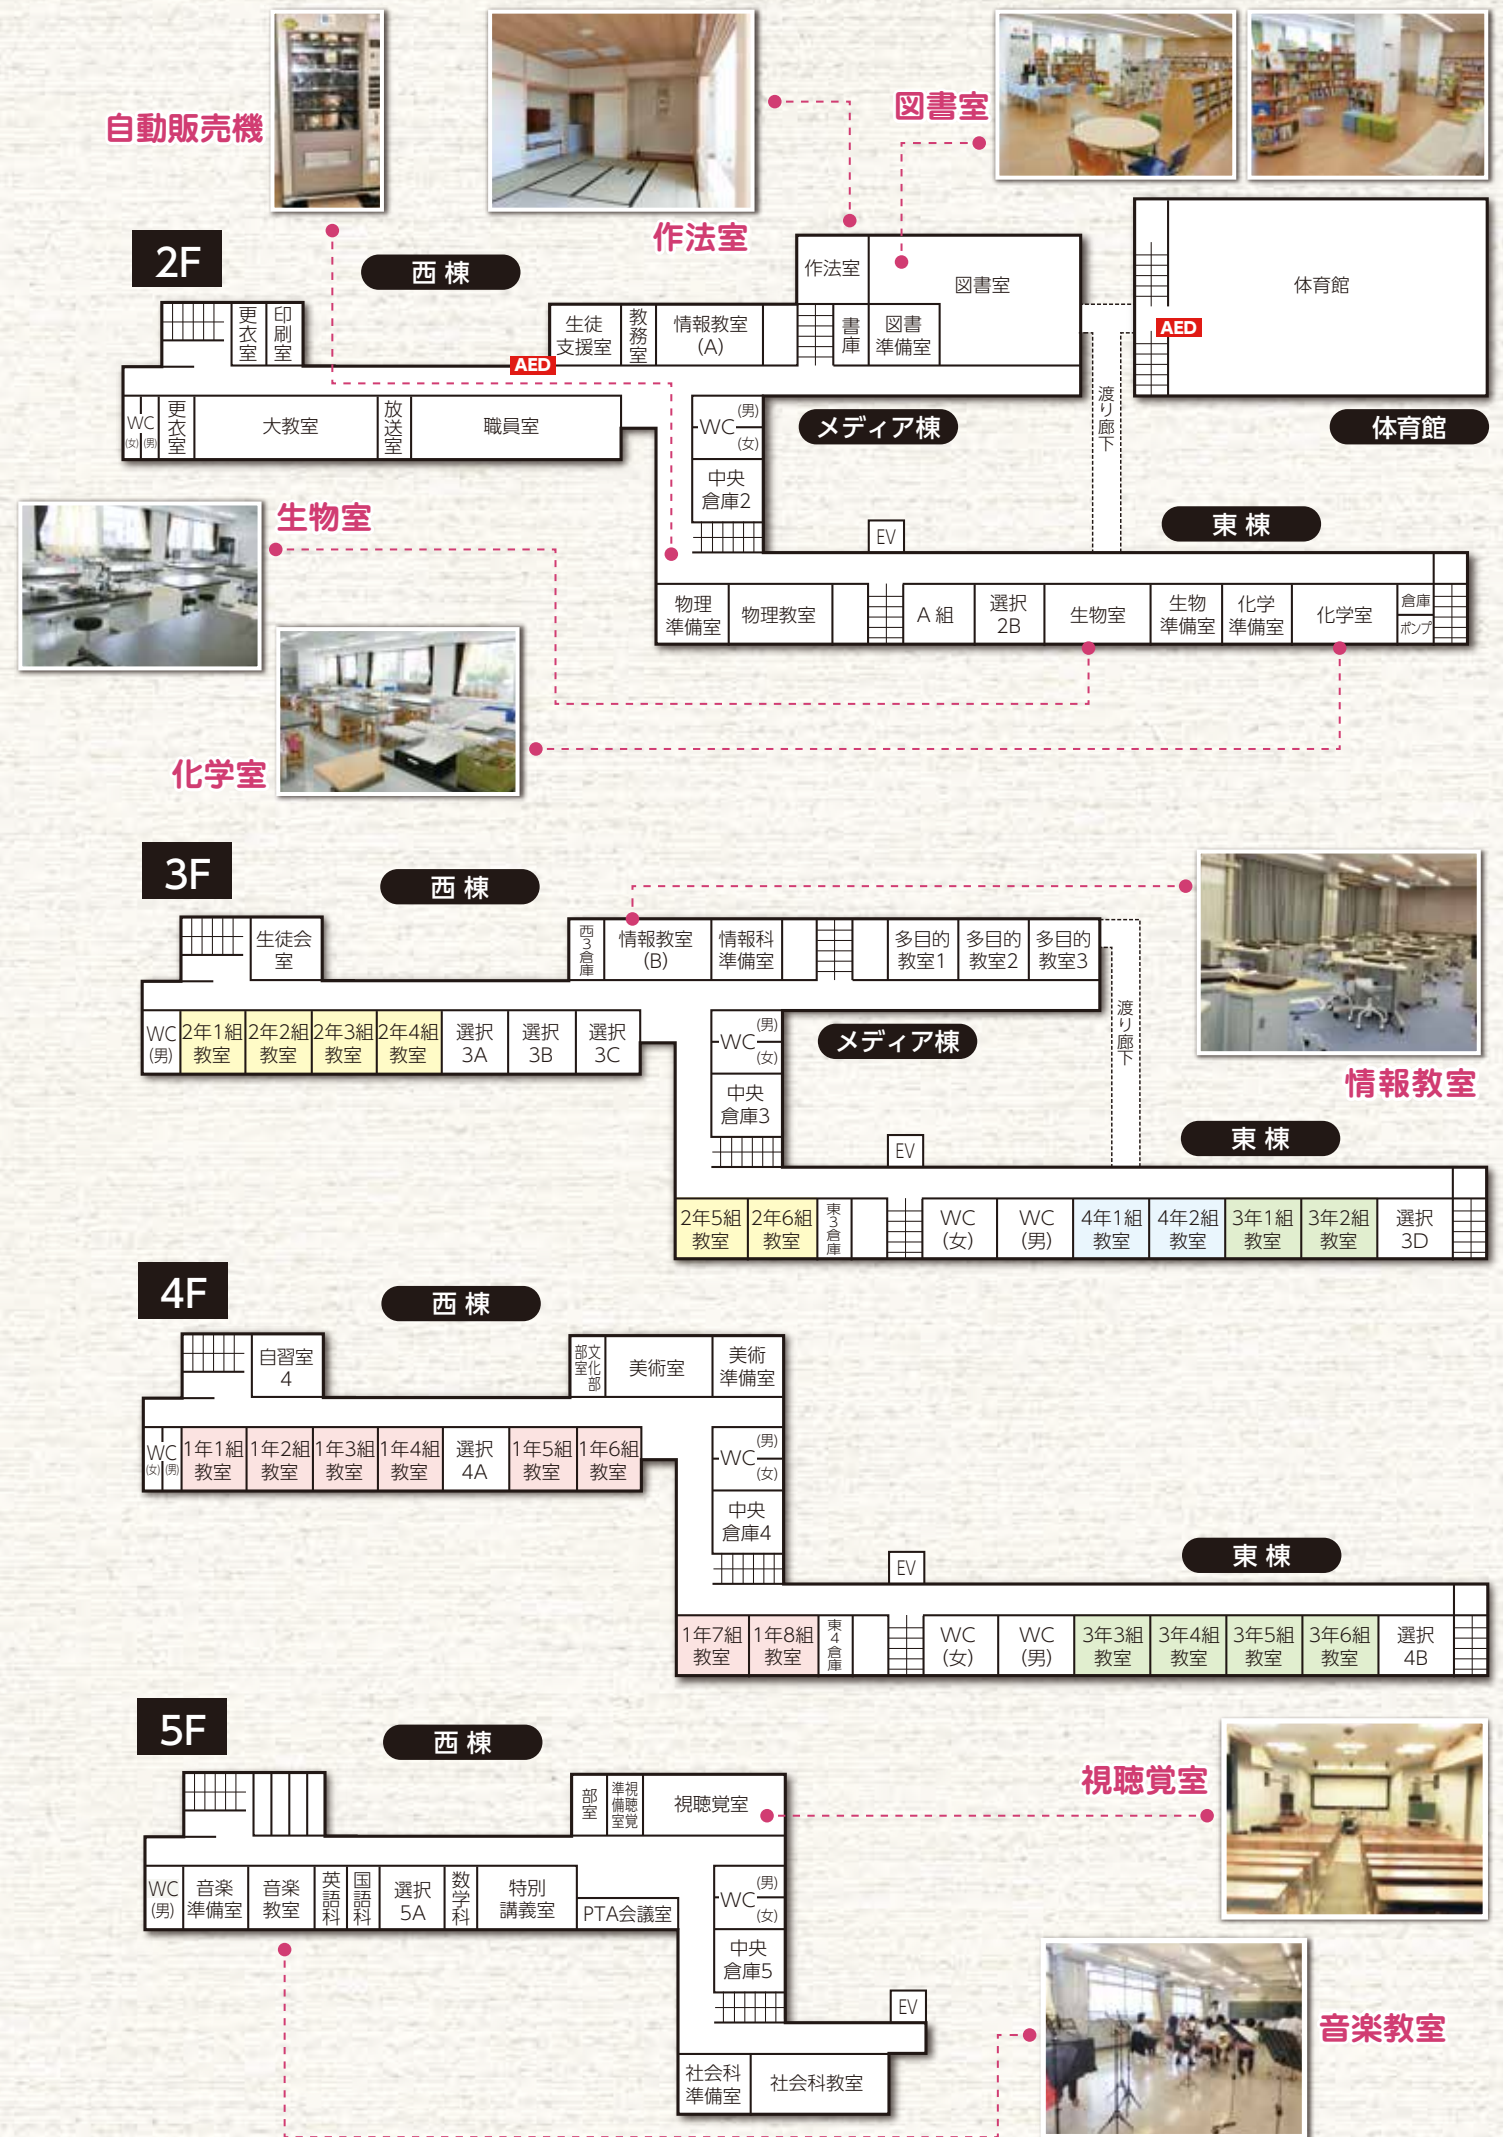 自動販売機
作法室
図書室
2F
西棟
更衣室
印刷室
生徒
支援室
教務室
情報教室
(A)
作法室
書庫
図書
準備室
図書室
体育館
AED
AED
WC
(女)
(男)
更衣室
大教室
放送室
職員室
WC
(男)
(女)
中央
倉庫2
メディア棟
渡り廊下
体育館
東棟
EV
物理
準備室
物理教室
A 組
選択
2B
生物室
生物
準備室
化学
準備室
化学室
倉庫
ポンプ
生物室
化学室
3F
西棟
生徒会
室
西3倉庫
情報教室
(B)
情報科
準備室
多目的
教室1
多目的
教室2
多目的
教室3
WC
(男)
2年1組
教室
2年2組
教室
2年3組
教室
2年4組
教室
選択
3A
選択
3B
選択
3C
WC
(男)
(女)
中央
倉庫3
メディア棟
渡り廊下
情報教室
東棟
EV
2年5組
教室
2年6組
教室
東3倉庫
WC
(女)
WC
(男)
4年1組
教室
4年2組
教室
3年1組
教室
3年2組
教室
選択
3D
4F
西棟
自習室
4
文化部
部室
美術室
美術
準備室
WC
(女)
(男)
1年1組
教室
1年2組
教室
1年3組
教室
1年4組
教室
選択
4A
1年5組
教室
1年6組
教室
WC
(男)
(女)
中央
倉庫4
東棟
EV
1年7組
教室
1年8組
教室
東4倉庫
WC
(女)
WC
(男)
3年3組
教室
3年4組
教室
3年5組
教室
3年6組
教室
選択
4B
5F
西棟
部室
視聴覚
準備室
視聴覚室
視聴覚室
WC
(男)
音楽
準備室
音楽
教室
英語科
国語科
選択
5A
数学科
特別
講義室
PTA会議室
WC
(男)
(女)
中央
倉庫5
EV
社会科
準備室
社会科教室
音楽教室